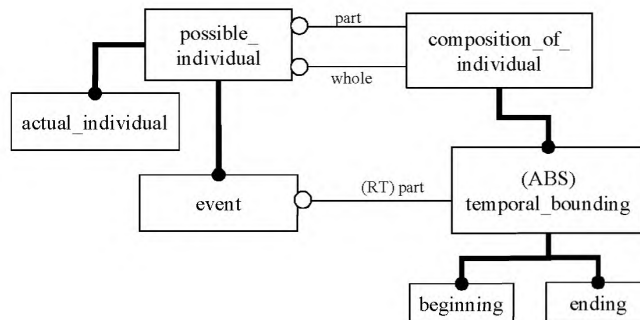 possible_
individual
part
composition_of_
individual
whole
actual_individual
event
(RT) part
(ABS)
temporal_bounding
beginning
ending